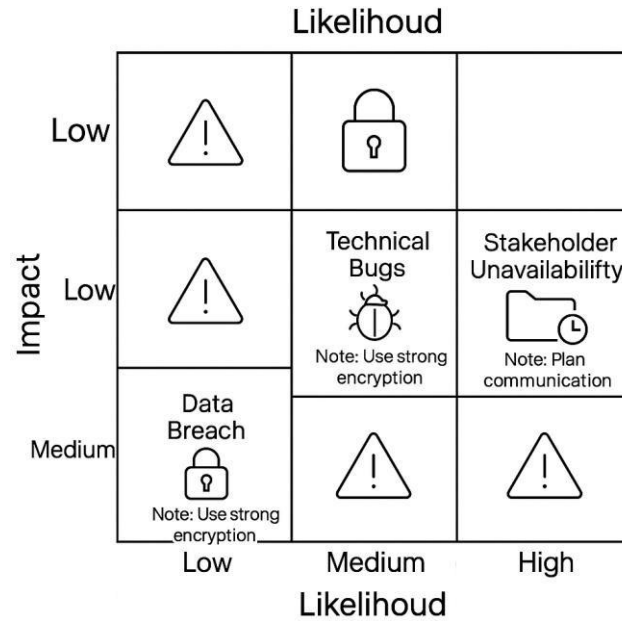 Likelihoud
Low
Impact
Low
Technical
Bugs
Note: Use strong
encryption
Stakeholder
Unavailabilifty
Note: Plan
communication
Medium
Data
Breach
Note: Use strong
encryption
Low
Medium
High
Likelihoud